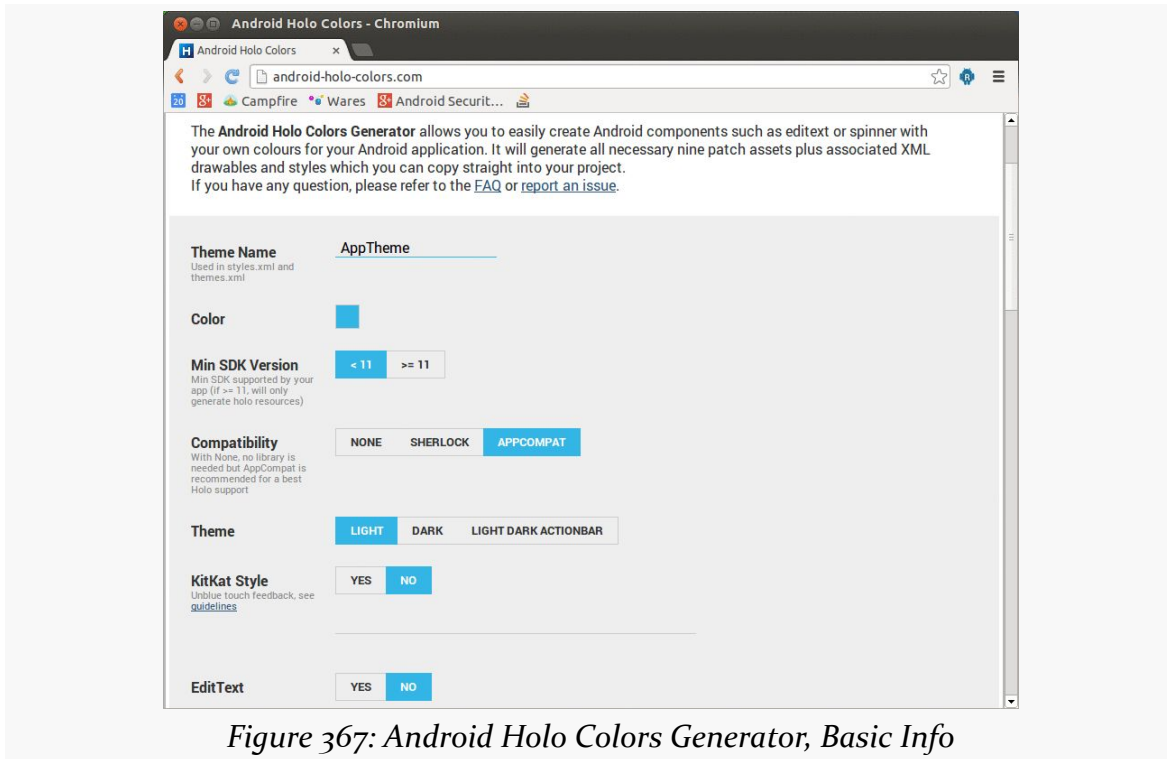 Android Holo Colors - Chromium
Android Holo Colors
android-holo-colors.com
20 Campfire Wares Android Securit...
The Android Holo Colors Generator allows you to easily create Android components such as editext or spinner with
your own colours for your Android application. It will generate all necessary nine patch assets plus associated XML
drawables and styles which you can copy straight into your project.
If you have any question, please refer to the FAQ or report an issue.
Theme Name
Used in styles.xml and
themes.xml
AppTheme
Color
Min SDK Version
Min SDK supported by your
app (if >= 11, will only
generate holo resources)
< 11 >= 11
Compatibility
With None, no library is
needed but AppCompat is
recommended for a best
Holo support
NONE SHERLOCK APPCOMPAT
Theme
LIGHT DARK LIGHT DARK ACTIONBAR
KitKat Style
Unblue touch feedback, see
guidelines
YES NO
EditText
YES NO
Figure 367: Android Holo Colors Generator, Basic Info